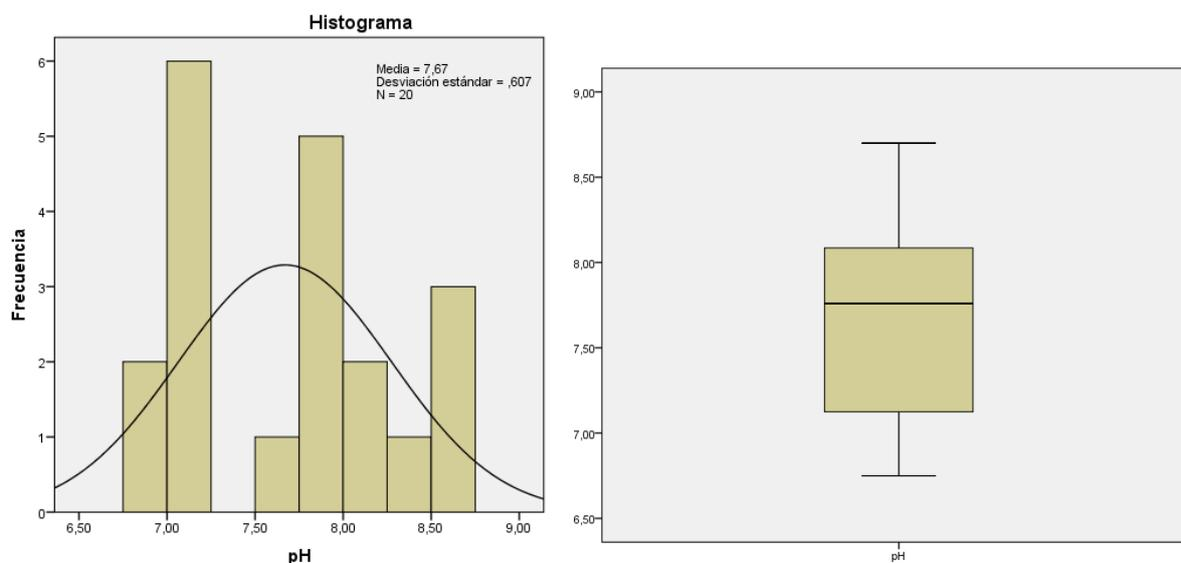 Histograma
Media = 7,67
Desviación estándar = ,607
N = 20
Frecuencia
6
5
4
3
2
1
0
6,50 7,00 7,50 8,00 8,50 9,00
pH
9,00
8,50
8,00
7,50
7,00
6,50
pH